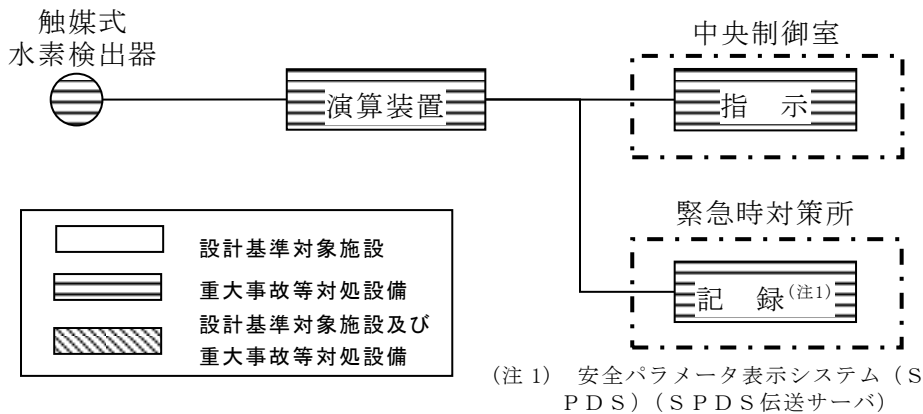 触媒式
水素検出器
演算装置
中央制御室
指　示
緊急時対策所
記　録(注1)
設計基準対象施設
重大事故等対処設備
設計基準対象施設及び
重大事故等対処設備
(注 1)　安全パラメータ表示システム（S
PDS）（SPDS伝送サーバ）